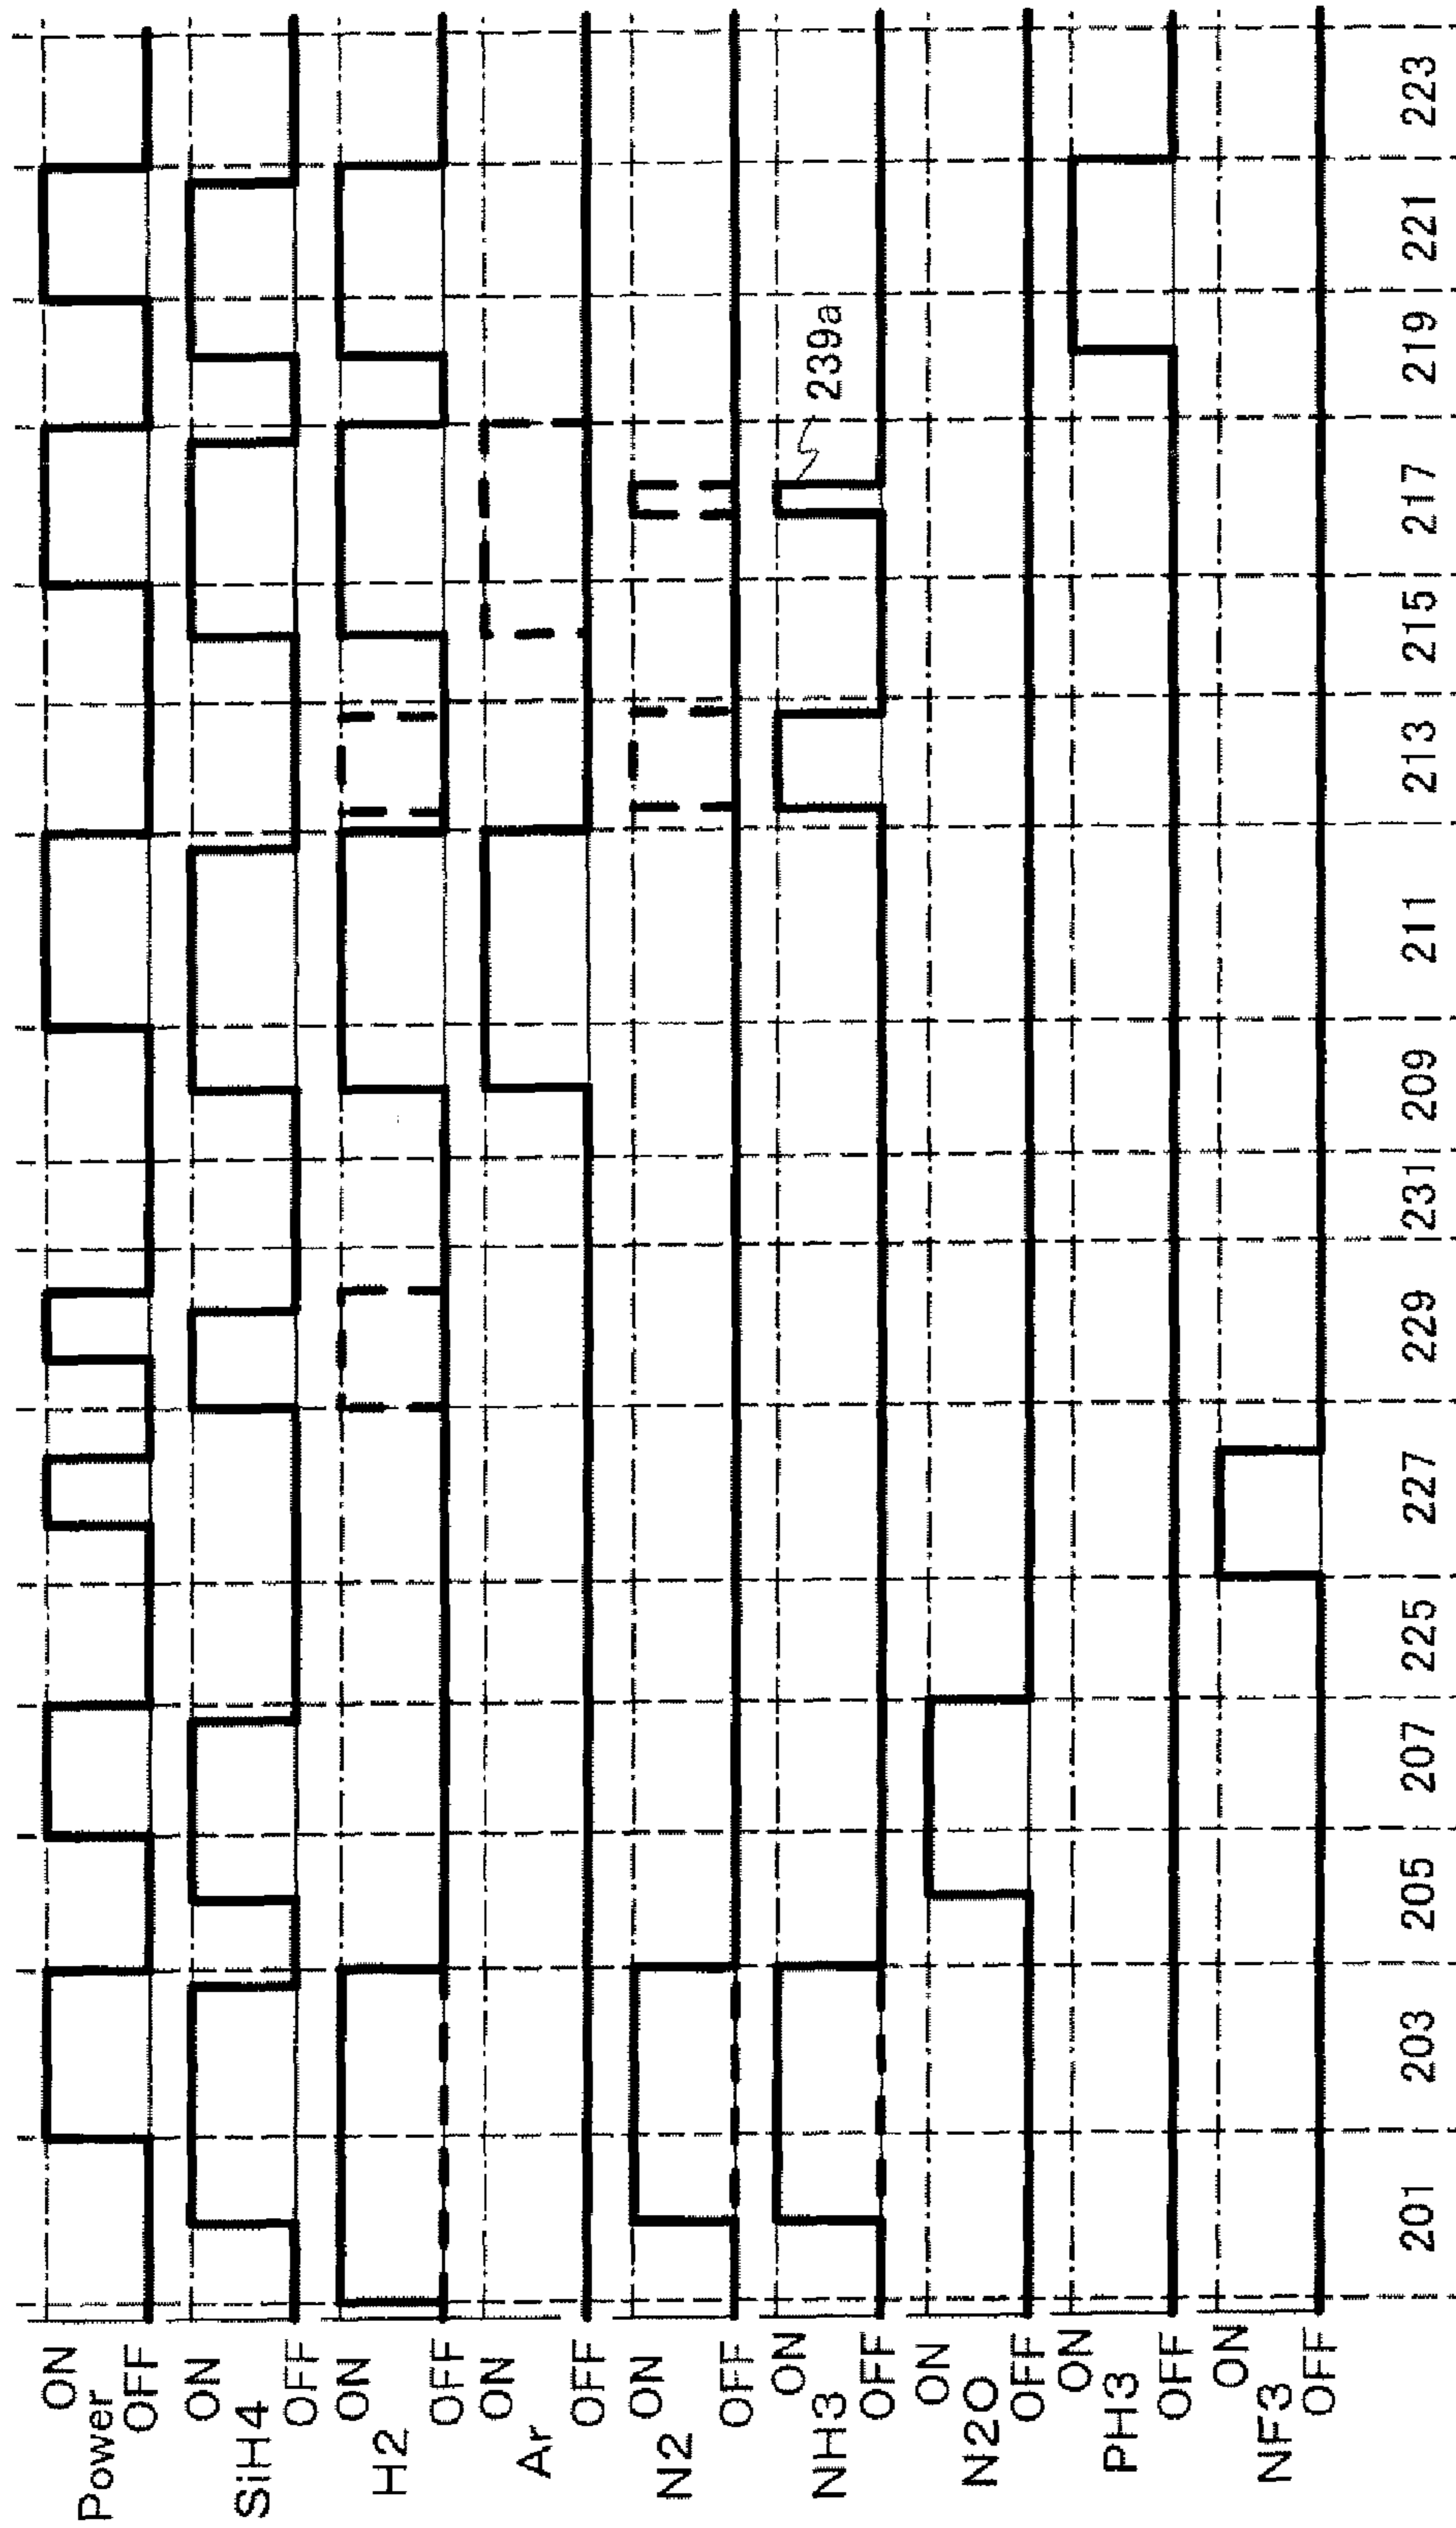 Power
ON
OFF
SiH4
ON
OFF
H2
ON
OFF
Ar
ON
OFF
N2
ON
OFF
NH3
ON
OFF
239a
N2O
ON
OFF
PH3
ON
OFF
NF3
ON
OFF
201 203 205 207 225 227 229 231 209 211 213 215 217 219 221 223